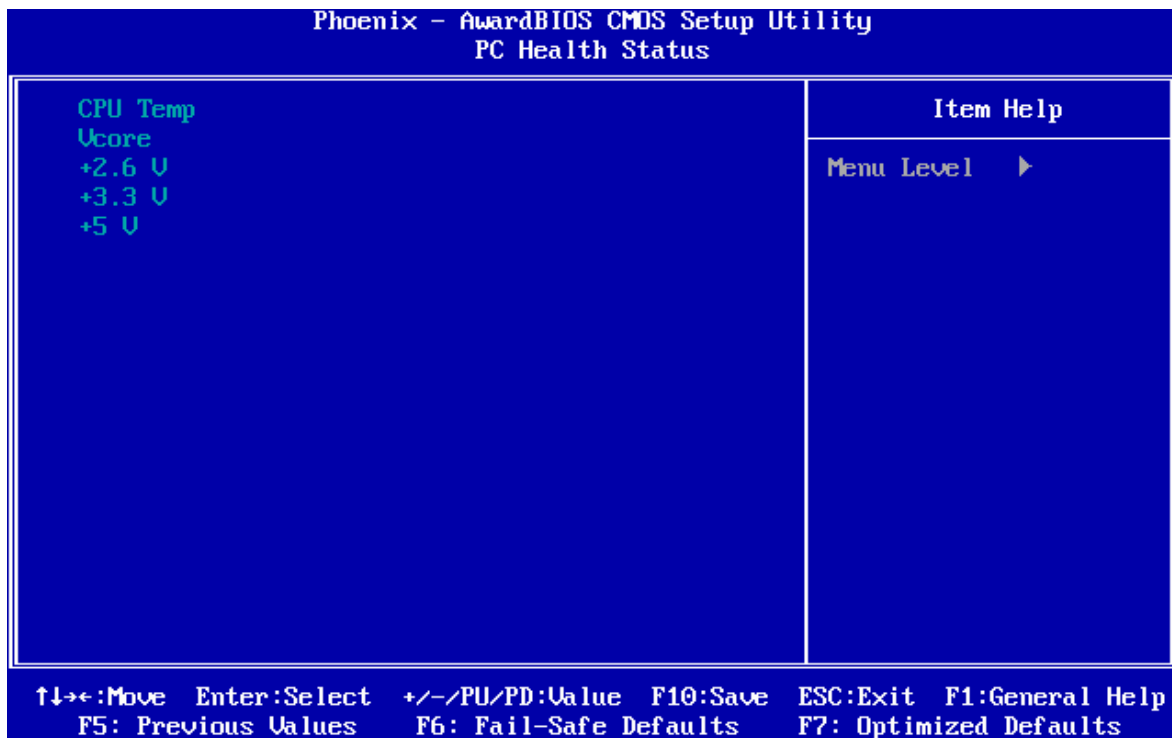 Phoenix - AwardBIOS CMOS Setup Utility
PC Health Status
CPU Temp
Vcore
+2.6 V
+3.3 V
+5 V
Item Help
Menu Level ▶
↑↓→←:Move Enter:Select +/-/PU/PD:Value F10:Save ESC:Exit F1:General Help
F5: Previous Values F6: Fail-Safe Defaults F7: Optimized Defaults